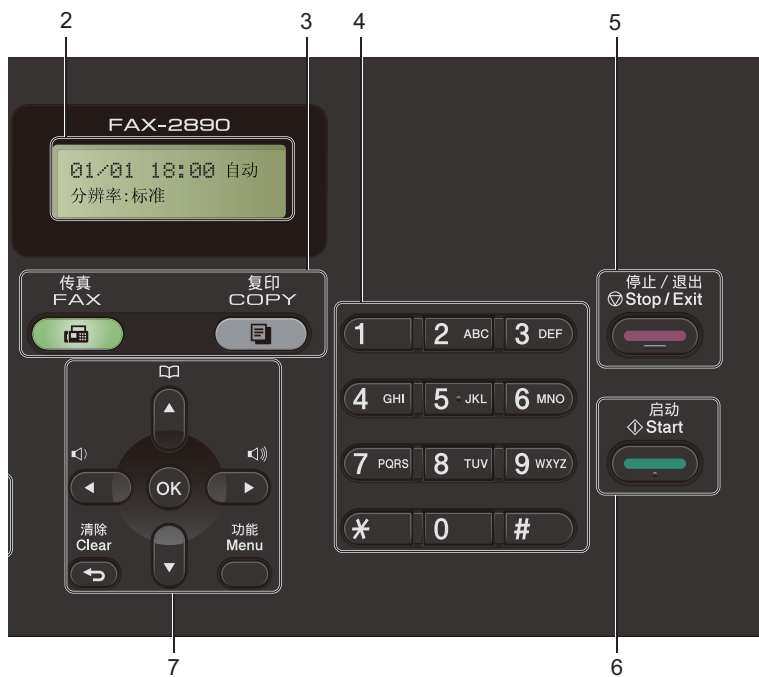 2
3
4
5
FAX-2890
01/01 18:00 自动
分辨率:标准
传真
FAX
复印
COPY
停止 / 退出
Stop / Exit
1
2 ABC
3 DEF
4 GHI
5 JKL
6 MNO
7 PQRS
8 TUV
9 WXYZ
* 0 #
启动
Start
OK
清除
Clear
功能
Menu
7
6